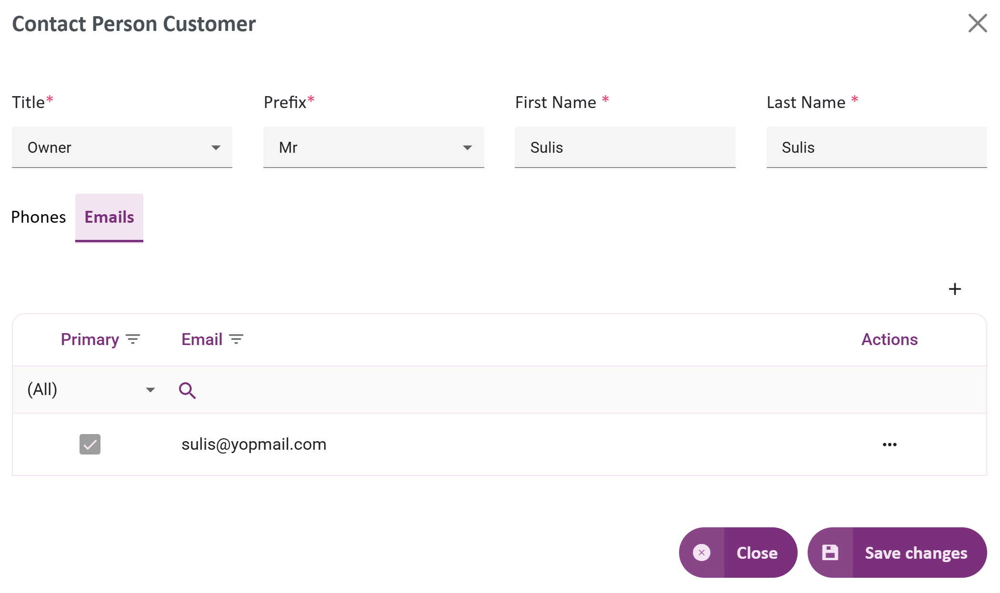 Contact Person Customer
Title* Prefix* First Name * Last Name *
Owner Mr Sulis Sulis
Phones Emails
Primary Email Actions
(All)
sulis@yopmail.com
Close Save changes